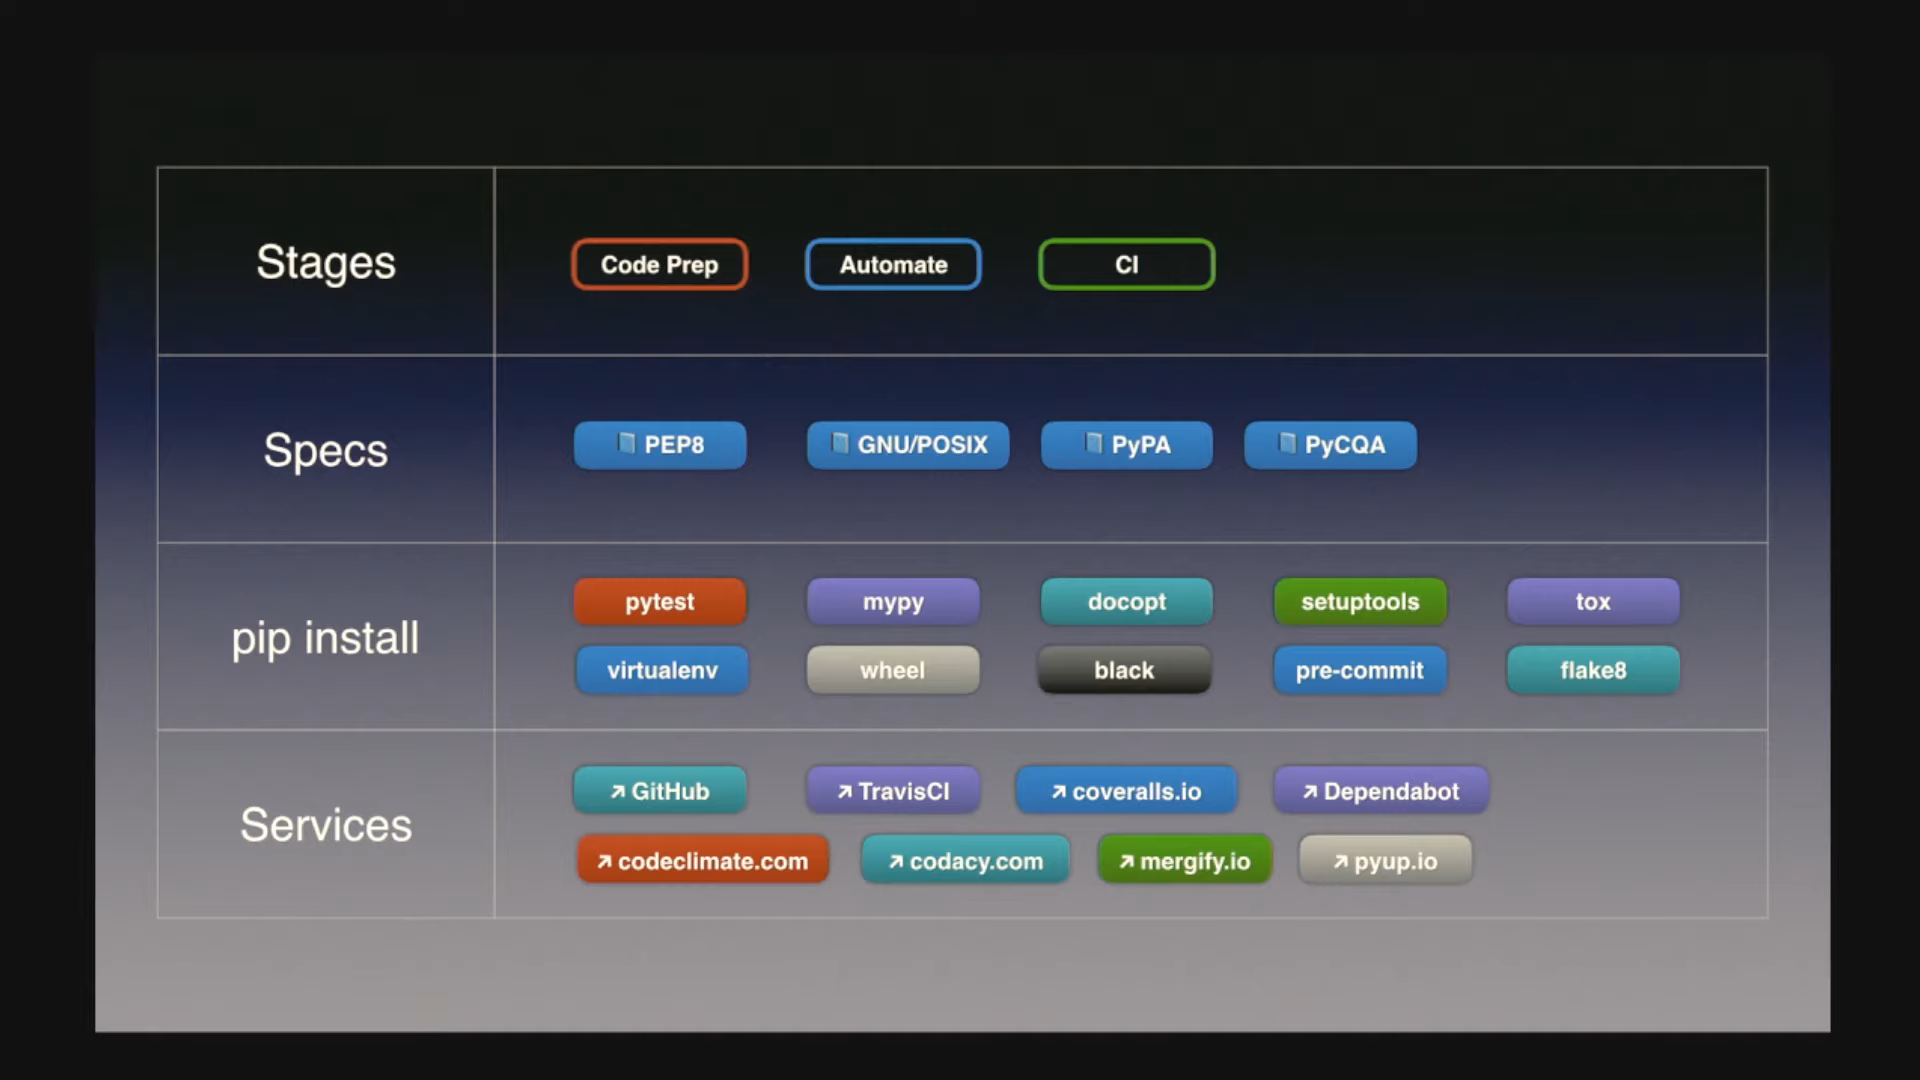 Stages
Code Prep Automate CI
Specs
PEP8 GNU/POSIX PyPA PyCQA
pip install
pytest mypy docopt setuptools tox
virtualenv wheel black pre-commit flake8
Services
↗ GitHub ↗ TravisCI ↗ coveralls.io ↗ Dependabot
↗ codeclimate.com ↗ codacy.com ↗ mergify.io ↗ pyup.io